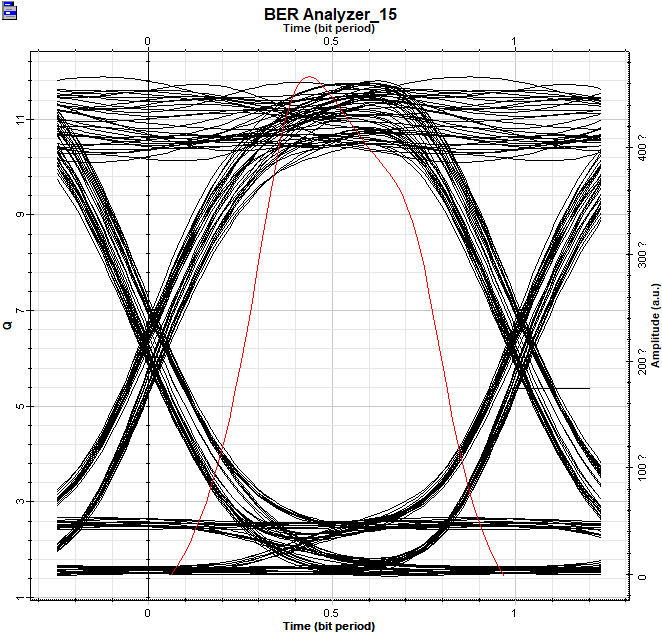 BER Analyzer_15
Time (bit period)
0 0.5 1
11
9
7
5
3
1
Q
400 ?
300 ?
200 ?
100 ?
0
Amplitude (a.u.)
0 0.5 1
Time (bit period)